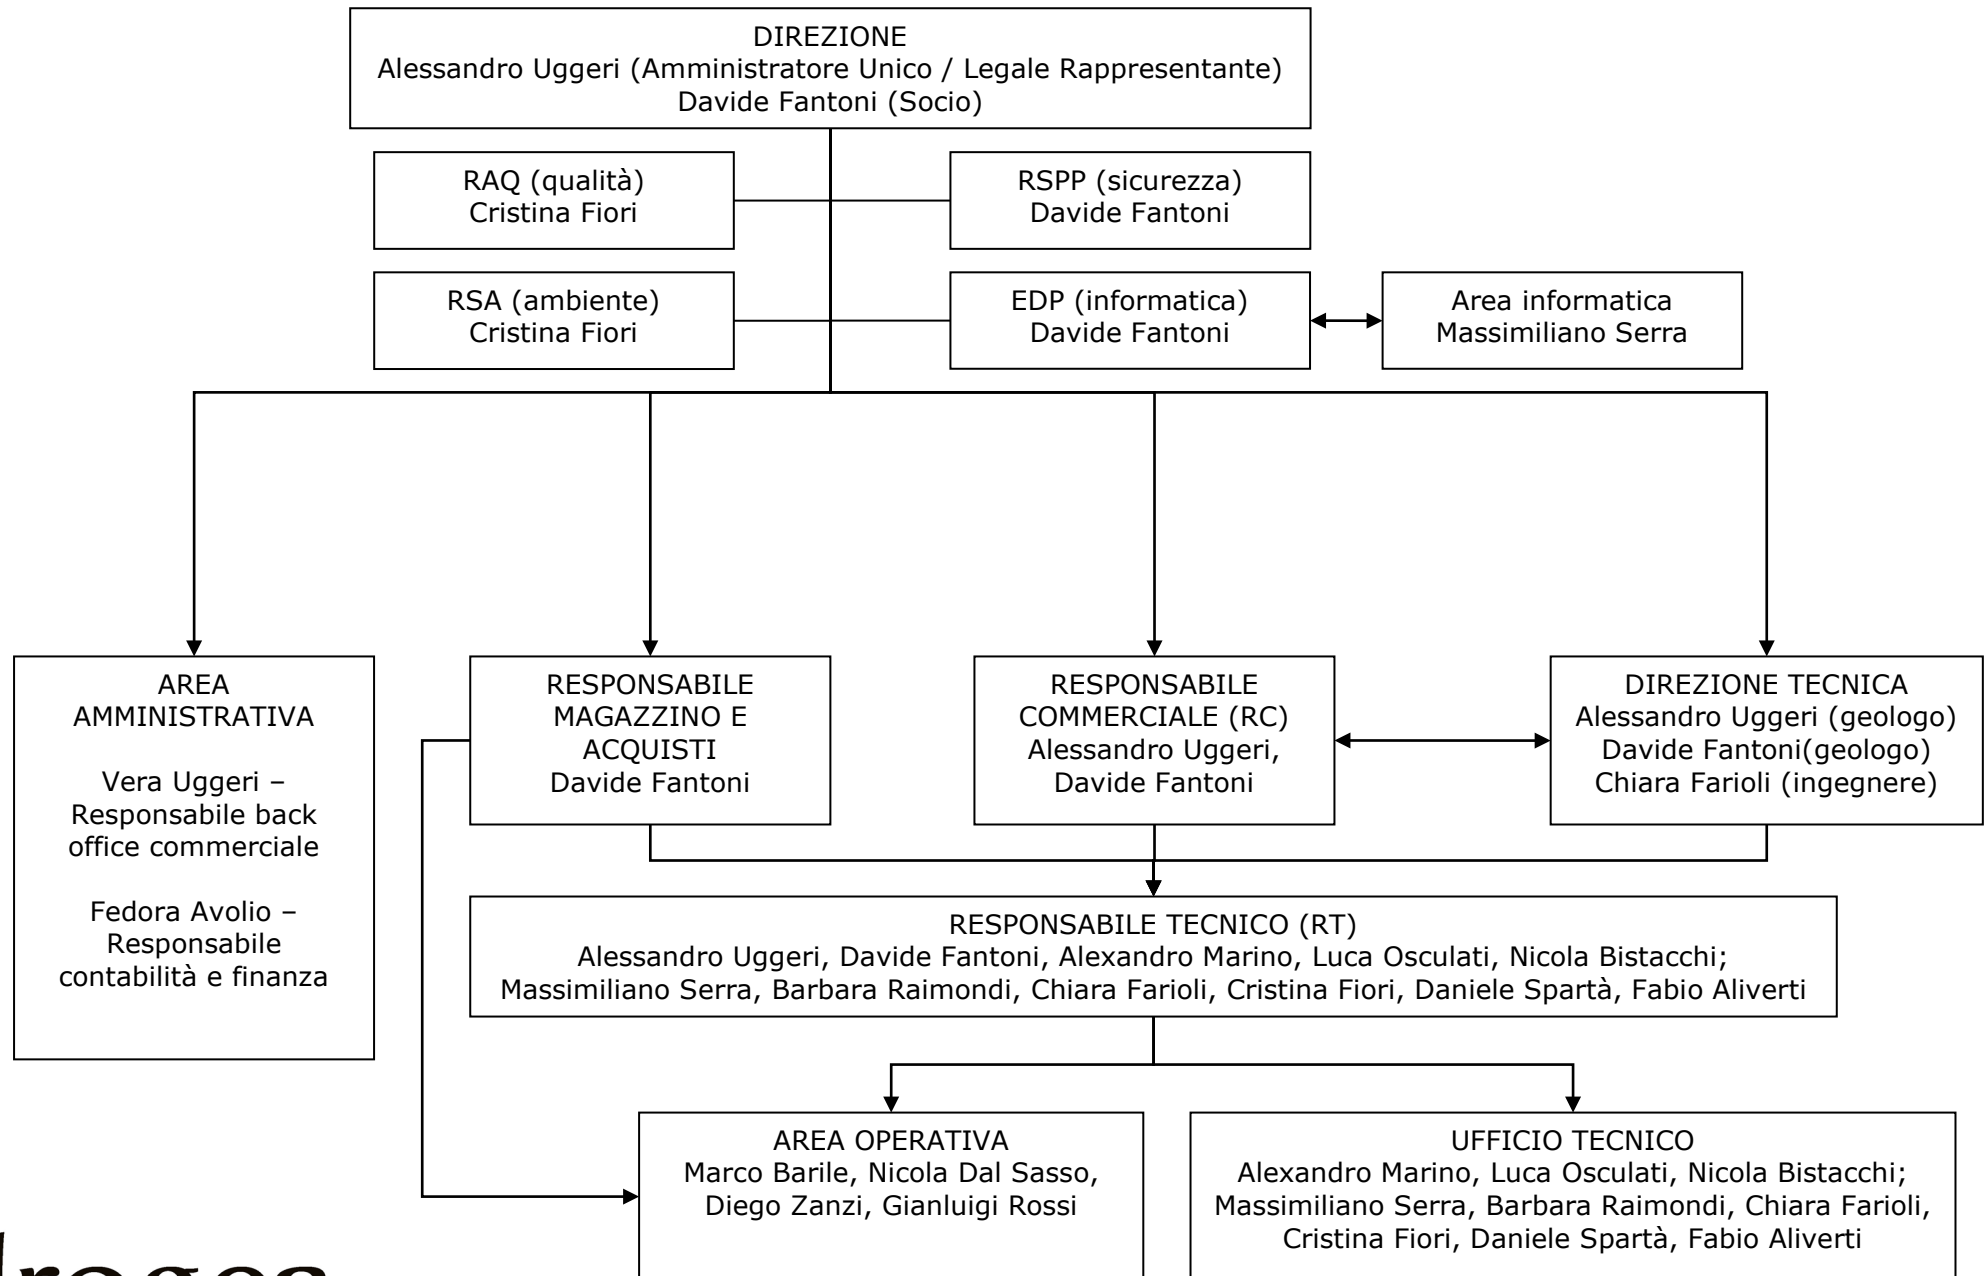 DIREZIONE
Alessandro Uggeri (Amministratore Unico / Legale Rappresentante)
Davide Fantoni (Socio)
RAQ (qualità)
Cristina Fiori
RSPP (sicurezza)
Davide Fantoni
RSA (ambiente)
Cristina Fiori
EDP (informatica)
Davide Fantoni
Area informatica
Massimiliano Serra
AREA
AMMINISTRATIVA
Vera Uggeri –
Responsabile back
office commerciale
Fedora Avolio –
Responsabile
contabilità e finanza
RESPONSABILE
MAGAZZINO E
ACQUISTI
Davide Fantoni
RESPONSABILE
COMMERCIALE (RC)
Alessandro Uggeri,
Davide Fantoni
DIREZIONE TECNICA
Alessandro Uggeri (geologo)
Davide Fantoni(geologo)
Chiara Farioli (ingegnere)
RESPONSABILE TECNICO (RT)
Alessandro Uggeri, Davide Fantoni, Alexandro Marino, Luca Osculati, Nicola Bistacchi;
Massimiliano Serra, Barbara Raimondi, Chiara Farioli, Cristina Fiori, Daniele Spartà, Fabio Aliverti
AREA OPERATIVA
Marco Barile, Nicola Dal Sasso,
Diego Zanzi, Gianluigi Rossi
UFFICIO TECNICO
Alexandro Marino, Luca Osculati, Nicola Bistacchi;
Massimiliano Serra, Barbara Raimondi, Chiara Farioli,
Cristina Fiori, Daniele Spartà, Fabio Aliverti